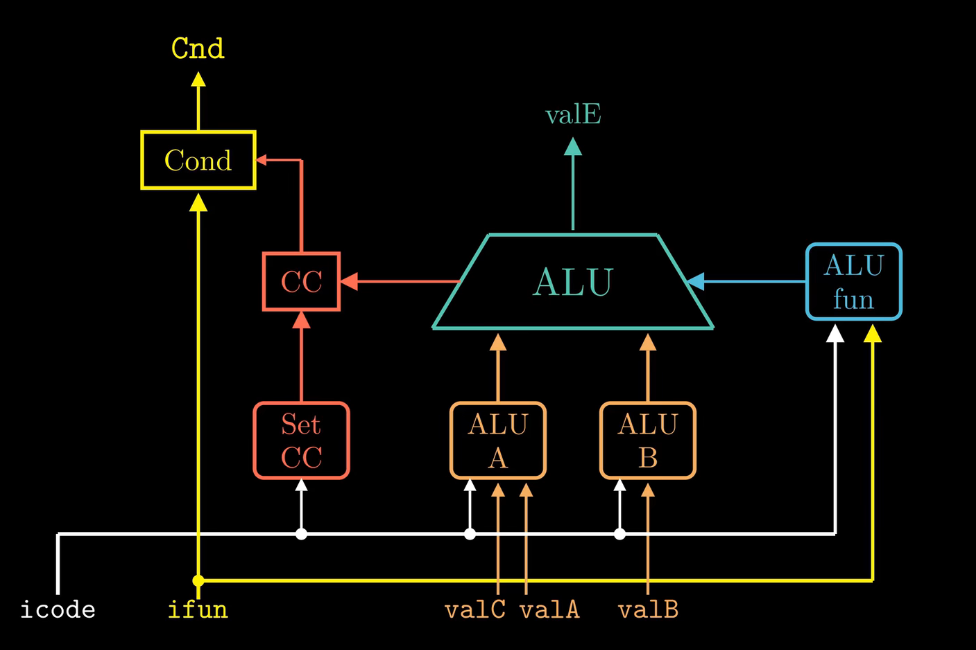 Cnd
valE
Cond
CC
ALU
ALU
fun
Set
CC
ALU
A
ALU
B
icode
ifun
valC
valA
valB